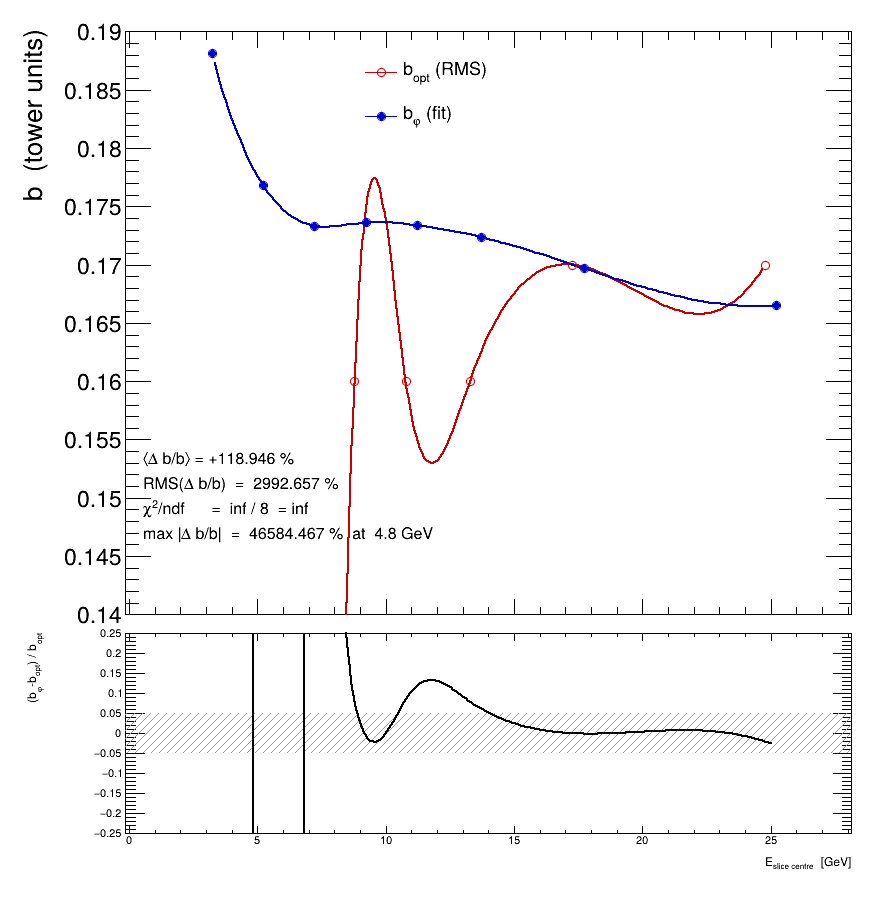 0.19
0.185
0.18
0.175
0.17
0.165
0.16
0.155
0.15
0.145
0.14
b (tower units)
b_opt (RMS)
b_φ (fit)
⟨Δ b/b⟩ = +118.946 %
RMS(Δ b/b) = 2992.657 %
χ²/ndf = inf / 8 = inf
max |Δ b/b| = 46584.467 % at 4.8 GeV
0.25
0.2
0.15
0.1
0.05
0
−0.05
−0.1
−0.15
−0.2
−0.25
(b_φ-b_opt) / b_opt
0 5 10 15 20 25
E_slice centre [GeV]